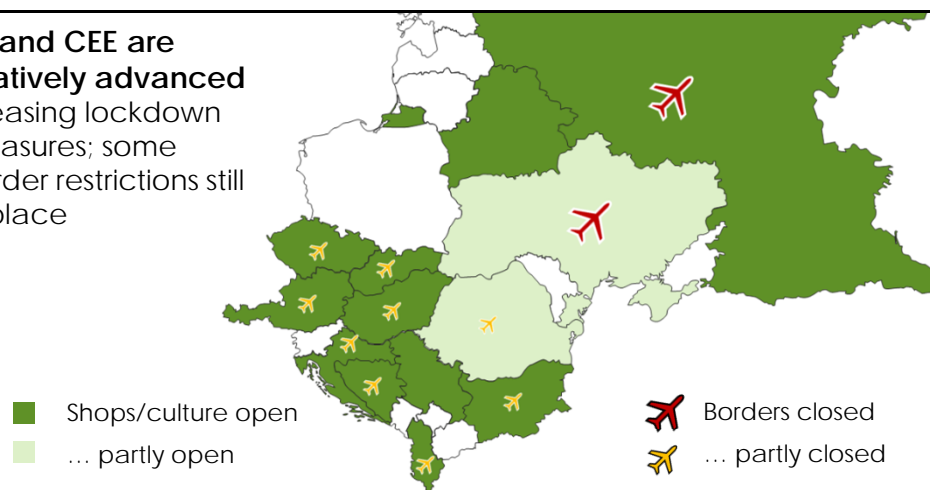 and CEE are
atively advanced
easing lockdown
asures; some
rder restrictions still
place
Shops/culture open
… partly open
Borders closed
… partly closed